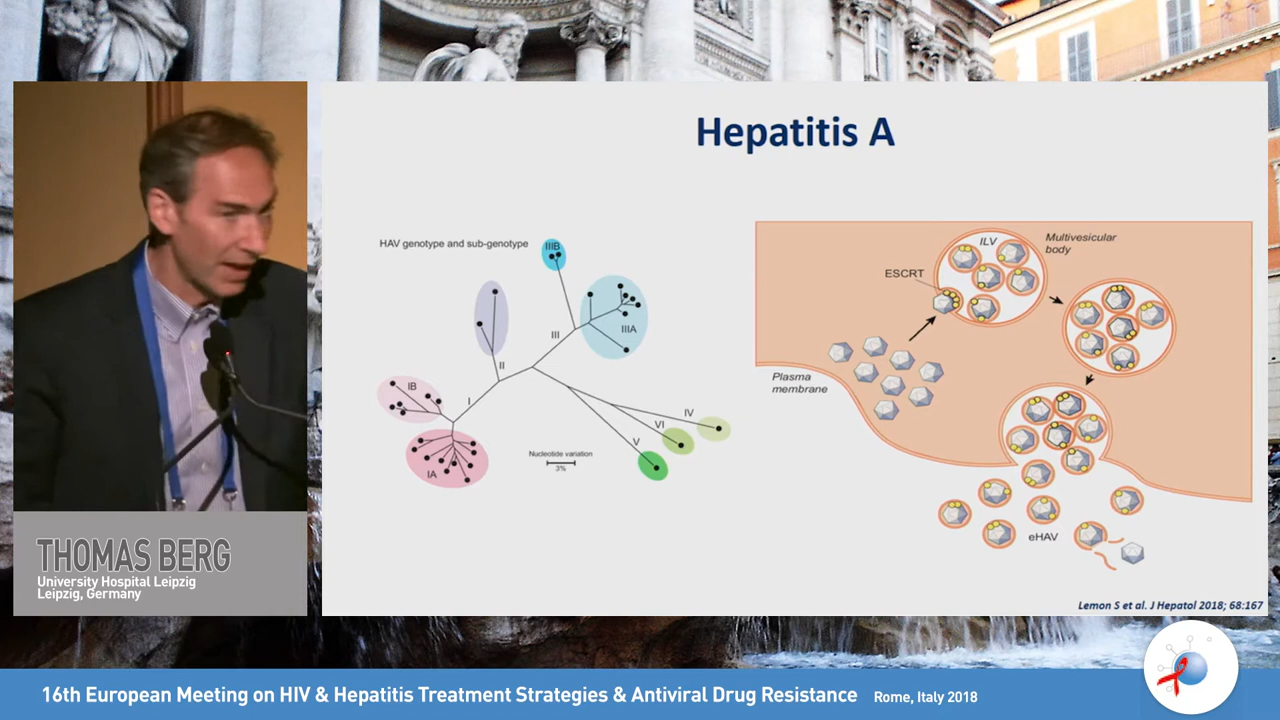 Hepatitis A
HAV genotype and sub-genotype
IIIB
IIIA
III
II
I
IB
IA
IV
VI
V
Nucleotide variation
3%
ILV
Multivesicular
body
ESCRT
Plasma
membrane
eHAV
Lemon S et al. J Hepatol 2018; 68:167
THOMAS BERG
University Hospital Leipzig
Leipzig, Germany
16th European Meeting on HIV & Hepatitis Treatment Strategies & Antiviral Drug Resistance Rome, Italy 2018